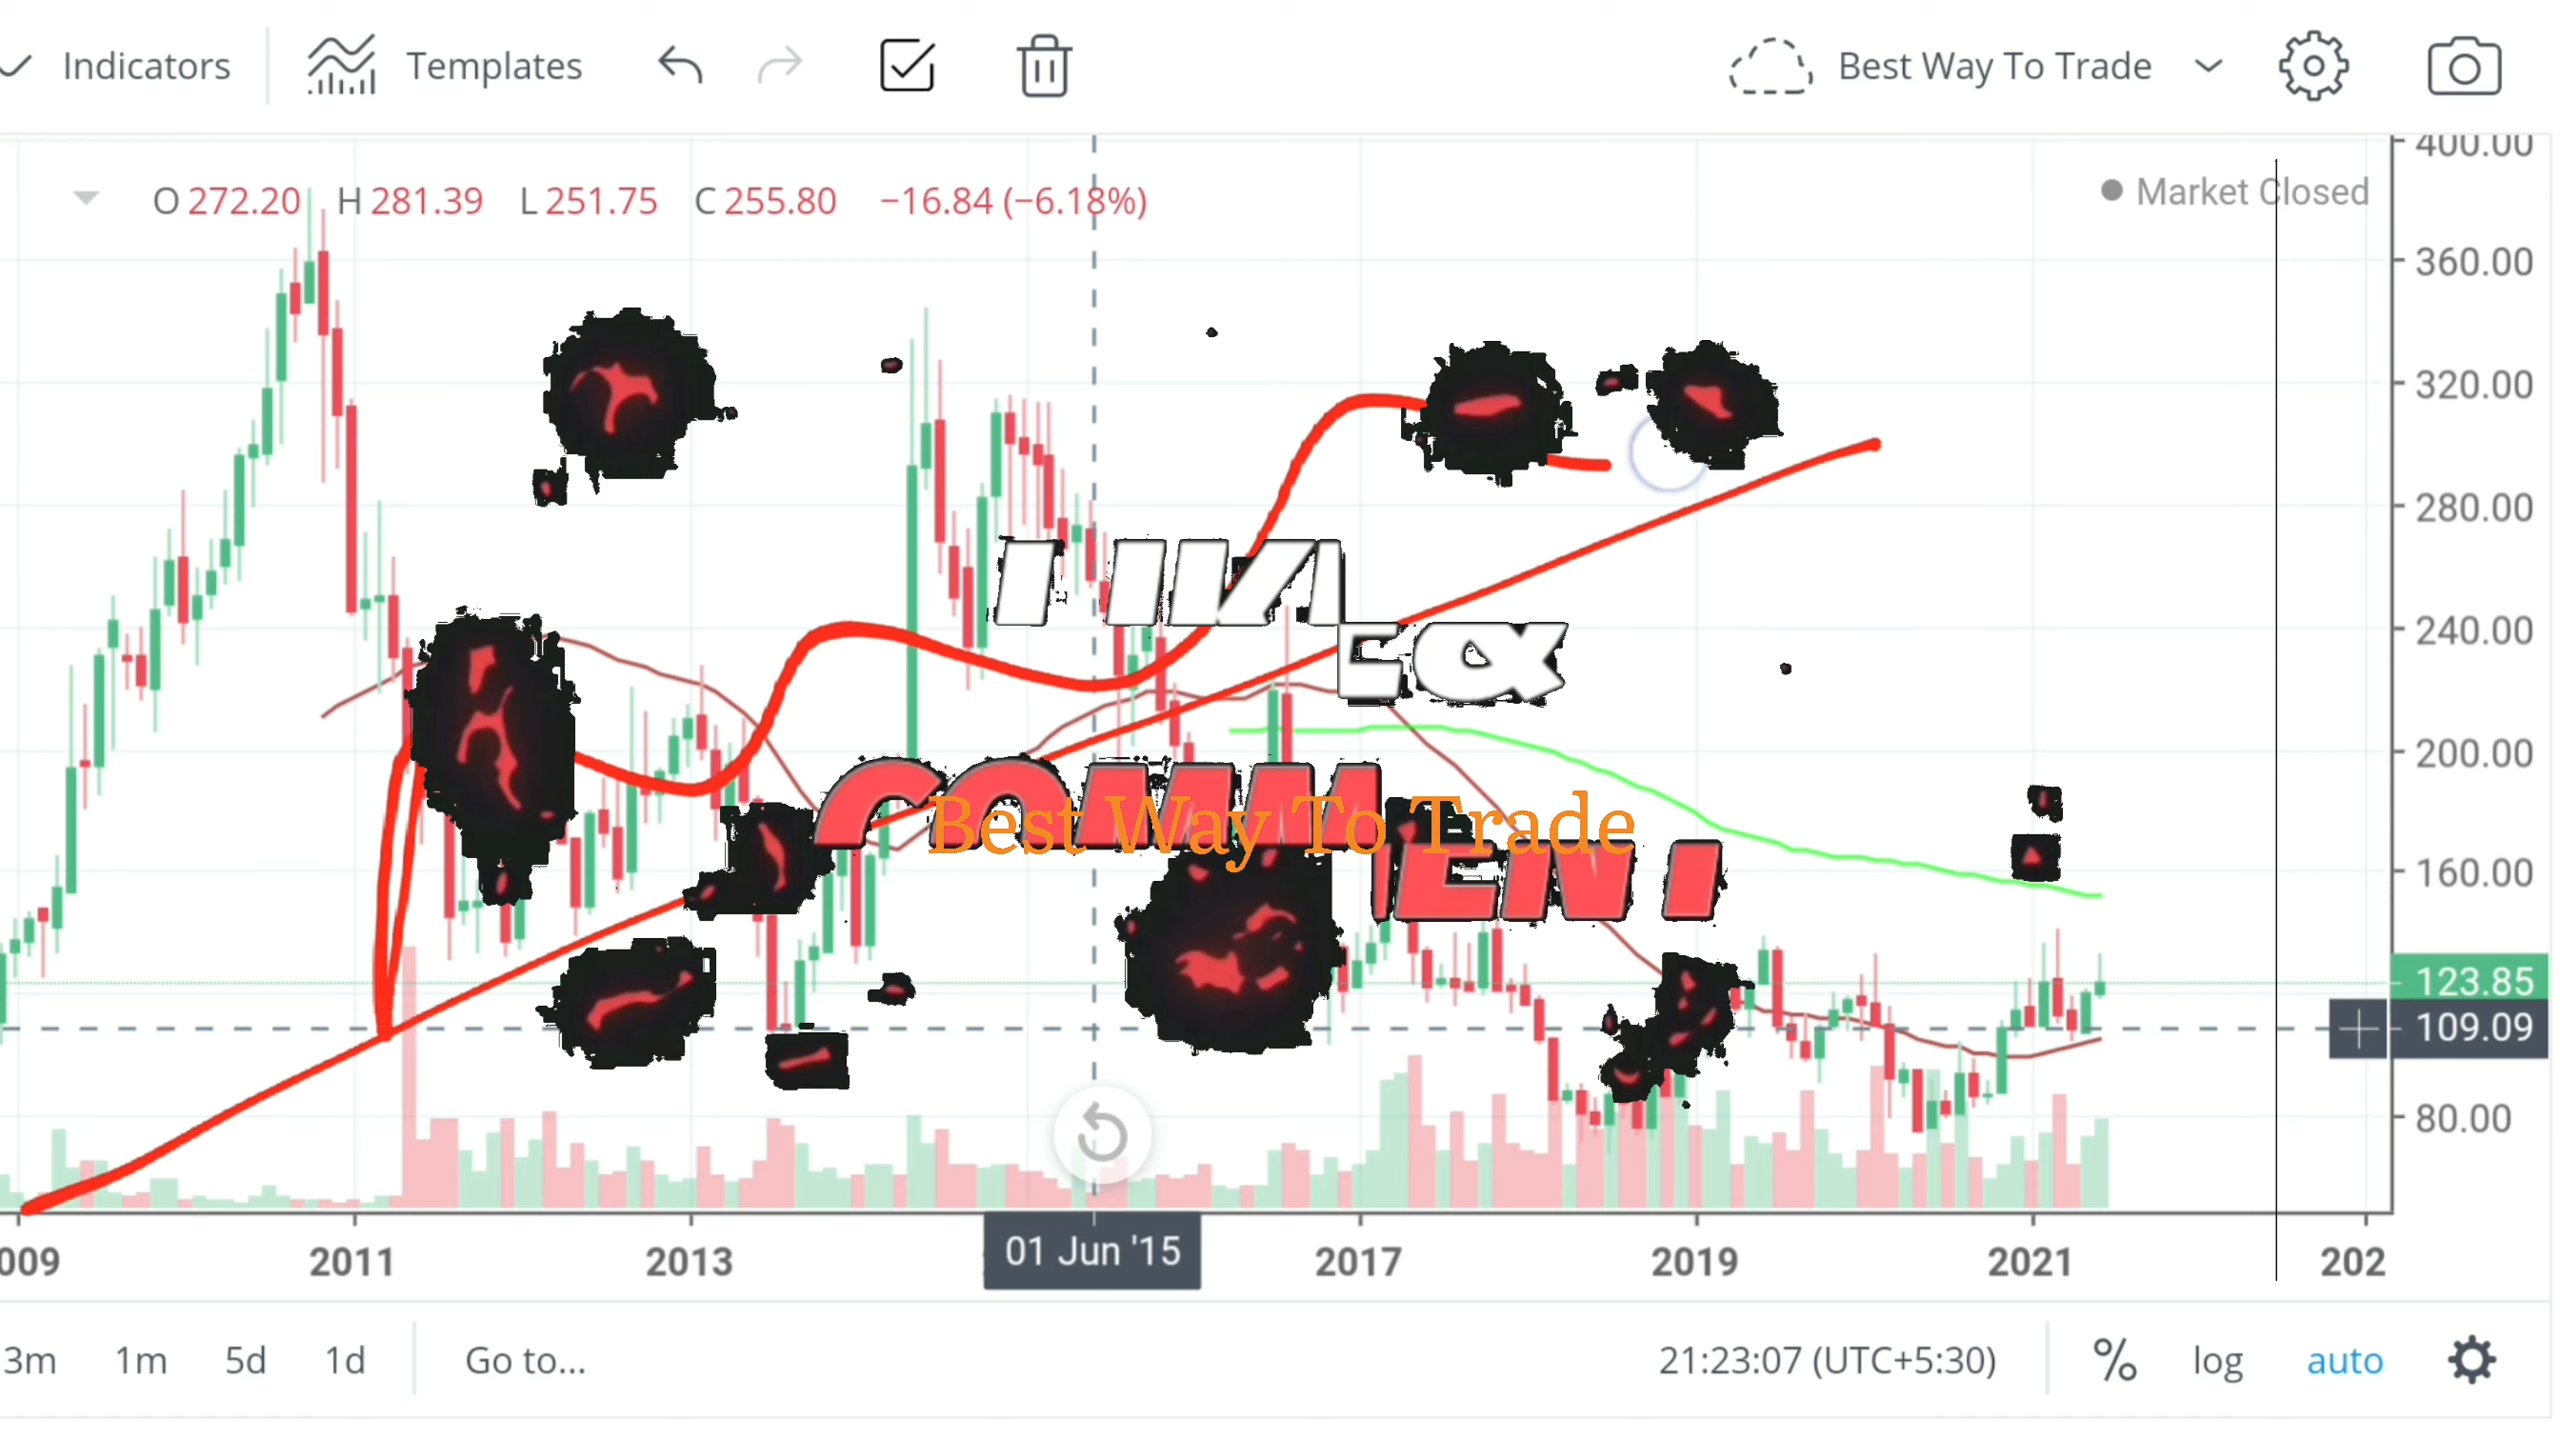 Indicators Templates Best Way To Trade
400.00
O 272.20 H 281.39 L 251.75 C 255.80 −16.84 (−6.18%) Market Closed
360.00
320.00
280.00
240.00
200.00
Best Way To Trade
160.00
123.85
109.09
80.00
009 2011 2013 01 Jun '15 2017 2019 2021 202
3m 1m 5d 1d Go to... 21:23:07 (UTC+5:30) % log auto